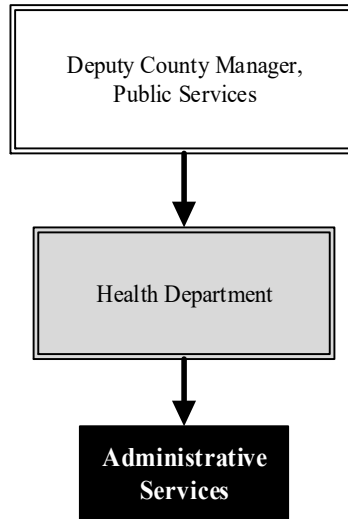 Deputy County Manager,
Public Services
Health Department
Administrative
Services